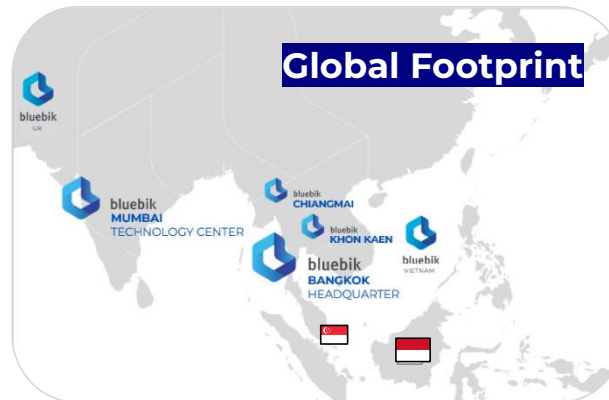 Global Footprint
bluebik
UK
bluebik
MUMBAI
TECHNOLOGY CENTER
bluebik
CHIANGMAI
bluebik
KHON KAEN
bluebik
VIETNAM
bluebik
BANGKOK
HEADQUARTER